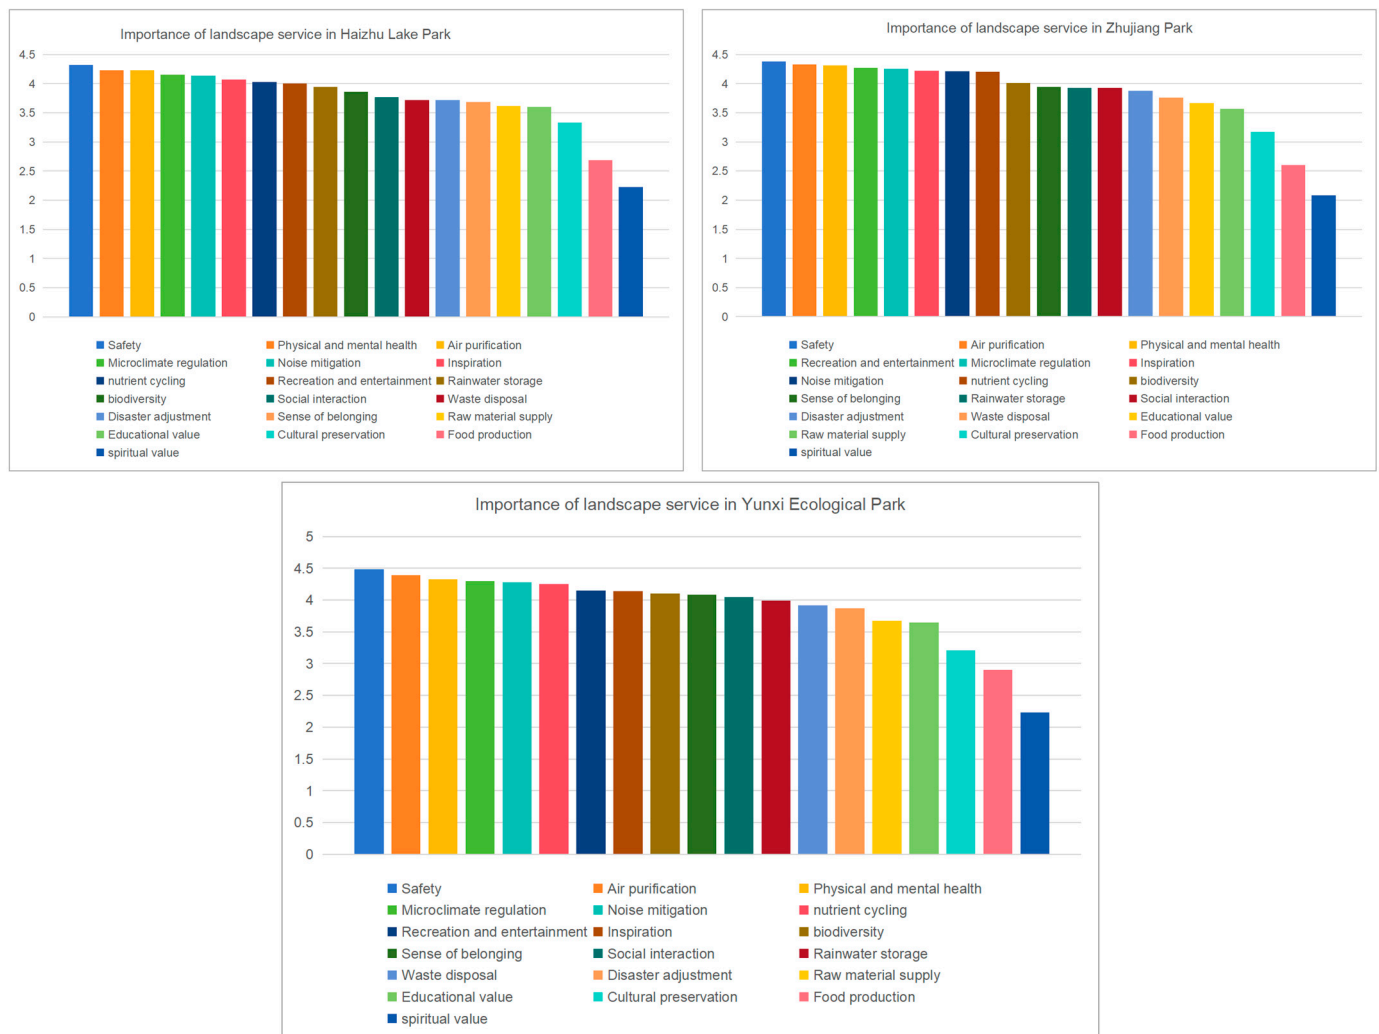 Importance of landscape service in Haizhu Lake Park
4.5
4
3.5
3
2.5
2
1.5
1
0.5
0
Safety Physical and mental health Air purification
Microclimate regulation Noise mitigation Inspiration
nutrient cycling Recreation and entertainment Rainwater storage
biodiversity Social interaction Waste disposal
Disaster adjustment Sense of belonging Raw material supply
Educational value Cultural preservation Food production
spiritual value
Importance of landscape service in Zhujiang Park
4.5
4
3.5
3
2.5
2
1.5
1
0.5
0
Safety Air purification Physical and mental health
Recreation and entertainment Microclimate regulation Inspiration
Noise mitigation nutrient cycling biodiversity
Sense of belonging Rainwater storage Social interaction
Disaster adjustment Waste disposal Educational value
Raw material supply Cultural preservation Food production
spiritual value
Importance of landscape service in Yunxi Ecological Park
5
4.5
4
3.5
3
2.5
2
1.5
1
0.5
0
Safety Air purification Physical and mental health
Microclimate regulation Noise mitigation nutrient cycling
Recreation and entertainment Inspiration biodiversity
Sense of belonging Social interaction Rainwater storage
Waste disposal Disaster adjustment Raw material supply
Educational value Cultural preservation Food production
spiritual value